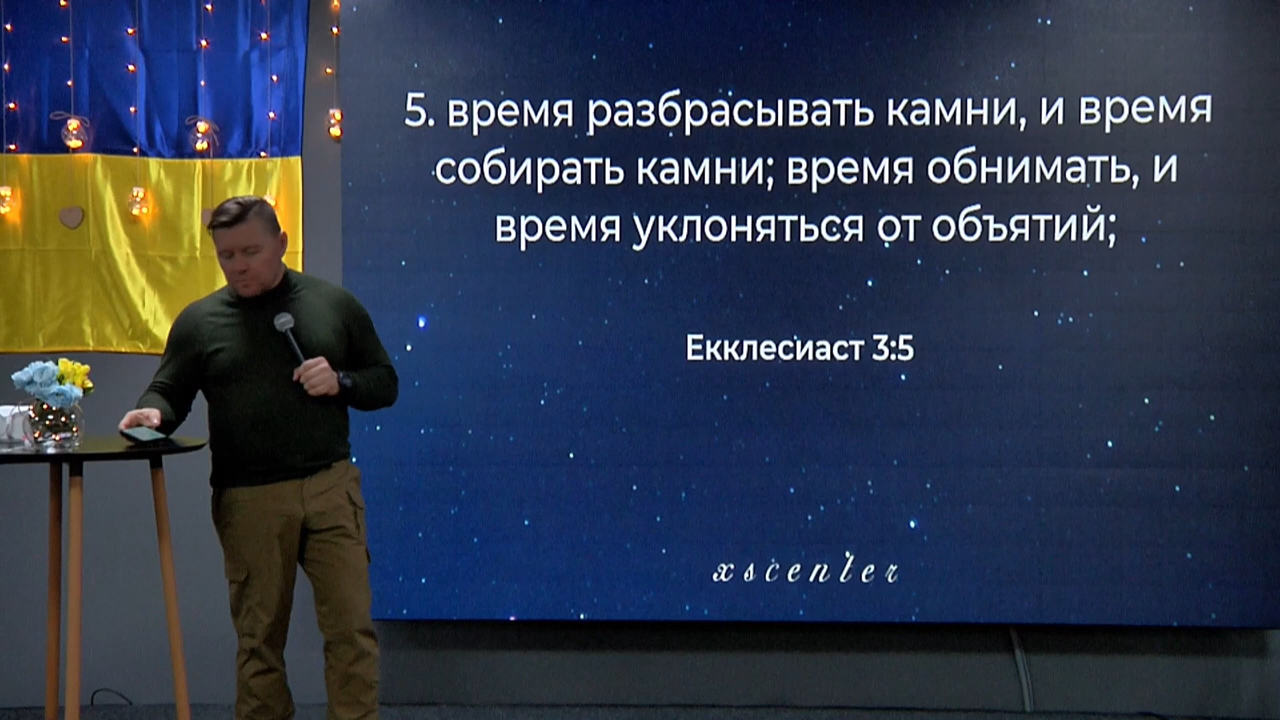 5. время разбрасывать камни, и время
собирать камни; время обнимать, и
время уклоняться от объятий;
Екклесиаст 3:5
xscenter